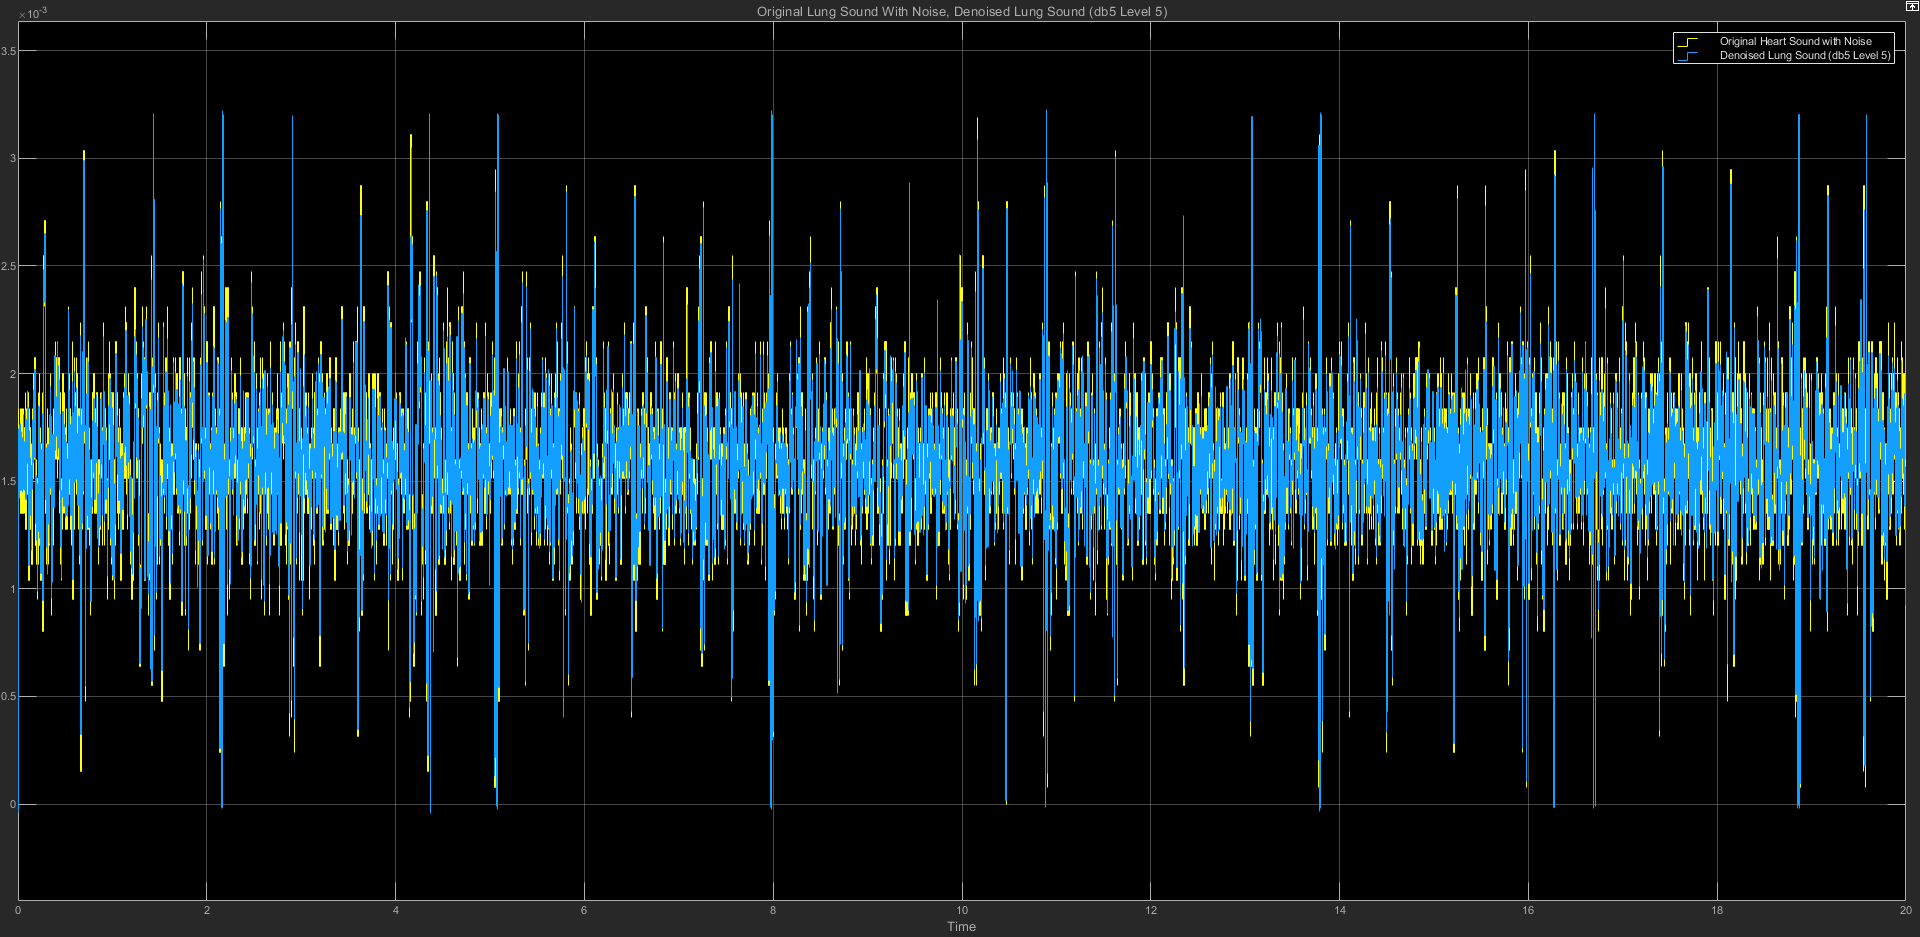 Original Lung Sound With Noise, Denoised Lung Sound (db5 Level 5)
×10⁻³
Original Heart Sound with Noise
Denoised Lung Sound (db5 Level 5)
3.5
3
2.5
2
1.5
1
0.5
0
0 2 4 6 8 10 12 14 16 18 20
Time